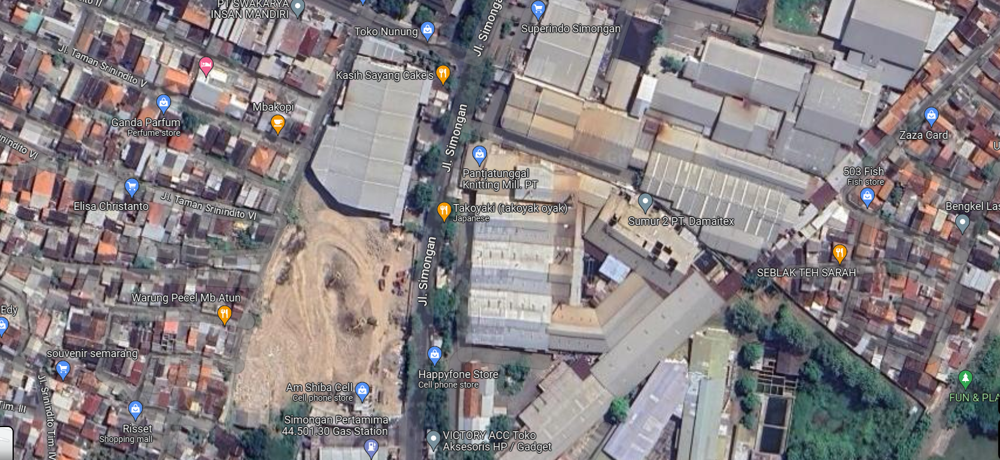 PT SWAKARYA
INSAN MANDIRI
Toko Nunung
Jl. Simongan
Superindo Simongan
Jl. Taman Srinindito V
Kasih Sayang Cake's
Mbakopi
Ganda Parfum
Perfume store
Jl. Simongan
Zaza Card
Pantjatunggal
Knitting Mill. PT
503 Fish
Fish store
Elisa Christanto
Jl. Taman Srinindito VI
Takoyaki (takoyak oyak)
Japanese
Sumur 2 PT. Damaitex
Bengkel Las
Jl. Simongan
SEBLAK TEH SARAH
Warung Pecel Mb Atun
Edy
souvenir semarang
Happyfone Store
Cell phone store
Am Shiba Cell
Cell phone store
FUN & PLA
Jl. Srinindito Tim. IV
Tim. III
Risset
Shopping mall
Simongan Pertamima
44.501.30 Gas Station
VICTORY ACC Toko
Aksesoris HP / Gadget